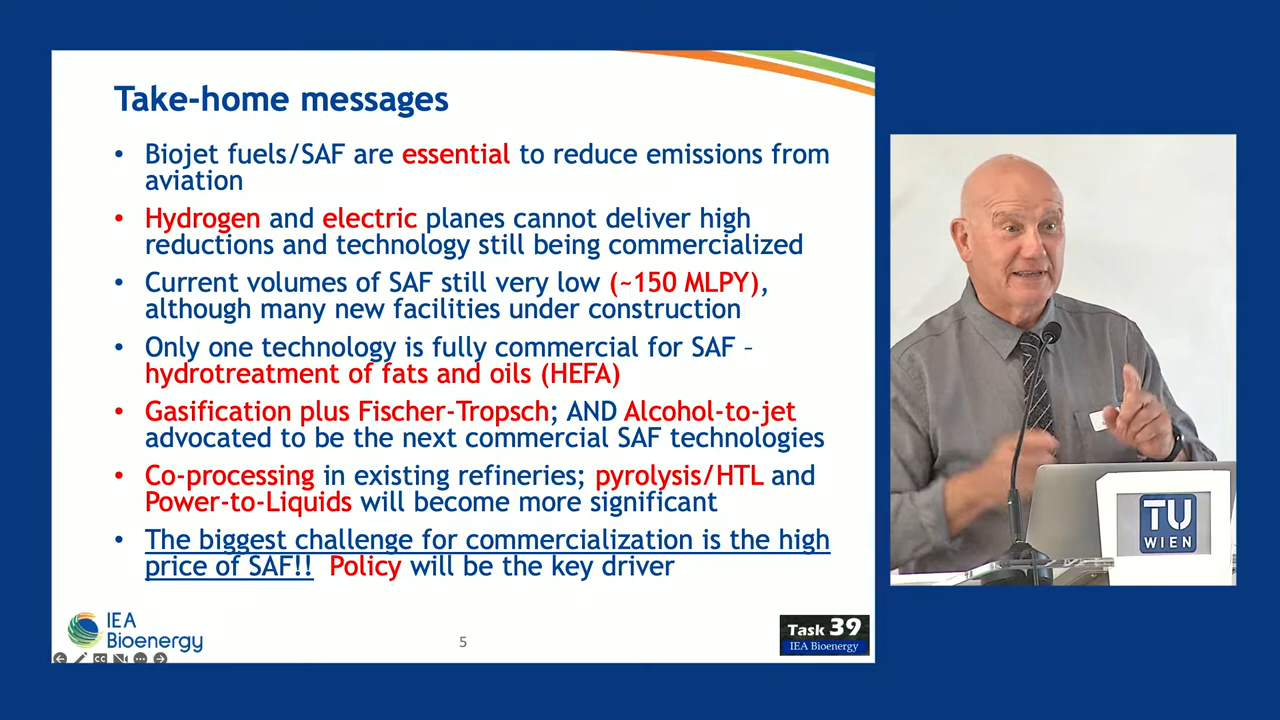 Take-home messages
• Biojet fuels/SAF are essential to reduce emissions from
aviation
• Hydrogen and electric planes cannot deliver high
reductions and technology still being commercialized
• Current volumes of SAF still very low (~150 MLPY),
although many new facilities under construction
• Only one technology is fully commercial for SAF –
hydrotreatment of fats and oils (HEFA)
• Gasification plus Fischer-Tropsch; AND Alcohol-to-jet
advocated to be the next commercial SAF technologies
• Co-processing in existing refineries; pyrolysis/HTL and
Power-to-Liquids will become more significant
• The biggest challenge for commercialization is the high
price of SAF!! Policy will be the key driver
IEA
Bioenergy
5
Task 39
IEA Bioenergy
CC
TU
WIEN